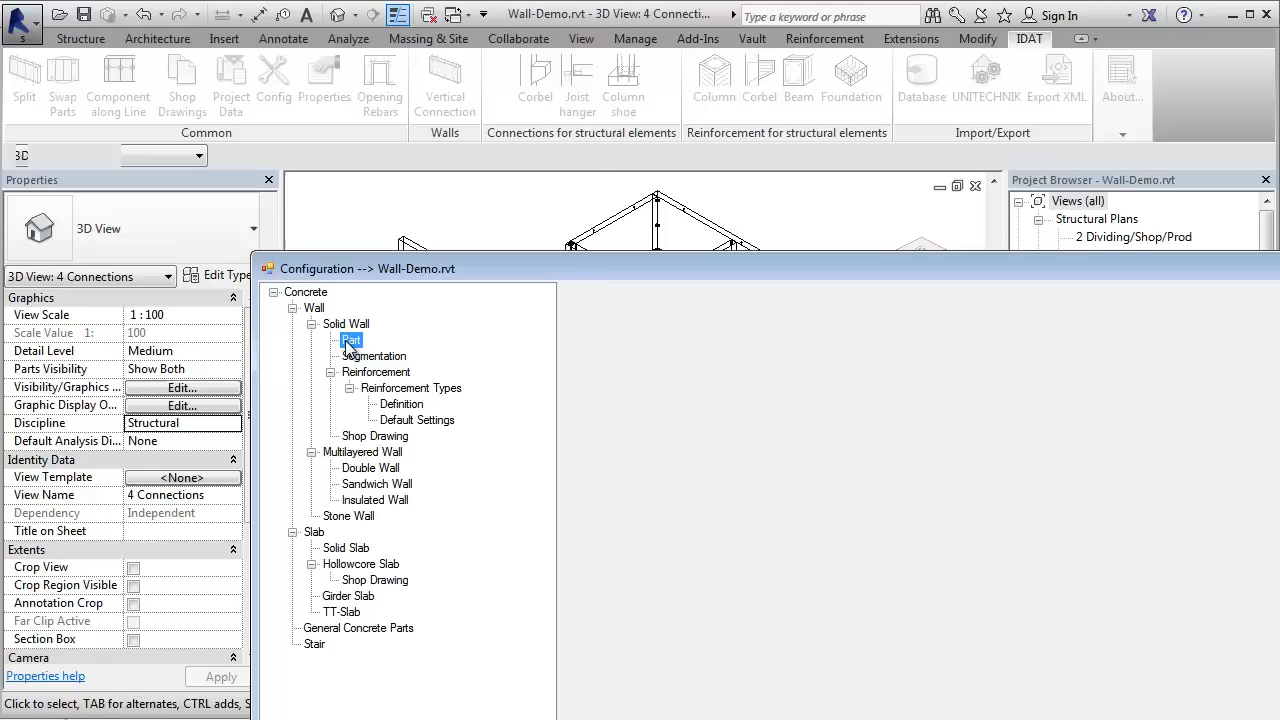 Wall-Demo.rvt - 3D View: 4 Connecti...
Type a keyword or phrase
Sign In
Structure Architecture Insert Annotate Analyze Massing & Site Collaborate View Manage Add-Ins Vault Reinforcement Extensions Modify IDAT
Split
Swap
Parts
Component
along Line
Shop
Drawings
Project
Data
Config
Properties
Opening
Rebars
Vertical
Connection
Corbel
Joist
hanger
Column
shoe
Column
Corbel
Beam
Foundation
Database
UNITECHNIK
Export XML
About...
Common
Walls
Connections for structural elements
Reinforcement for structural elements
Import/Export
3D
Properties
3D View
3D View: 4 Connections
Edit Type
Graphics
View Scale 1 : 100
Scale Value 1: 100
Detail Level Medium
Parts Visibility Show Both
Visibility/Graphics ... Edit...
Graphic Display O... Edit...
Discipline Structural
Default Analysis Di... None
Identity Data
View Template <None>
View Name 4 Connections
Dependency Independent
Title on Sheet
Extents
Crop View
Crop Region Visible
Annotation Crop
Far Clip Active
Section Box
Camera
Properties help
Apply
Click to select, TAB for alternates, CTRL adds, S
Project Browser - Wall-Demo.rvt
Views (all)
Structural Plans
2 Dividing/Shop/Prod
Configuration --> Wall-Demo.rvt
Concrete
Wall
Solid Wall
Part
Segmentation
Reinforcement
Reinforcement Types
Definition
Default Settings
Shop Drawing
Multilayered Wall
Double Wall
Sandwich Wall
Insulated Wall
Stone Wall
Slab
Solid Slab
Hollowcore Slab
Shop Drawing
Girder Slab
TT-Slab
General Concrete Parts
Stair